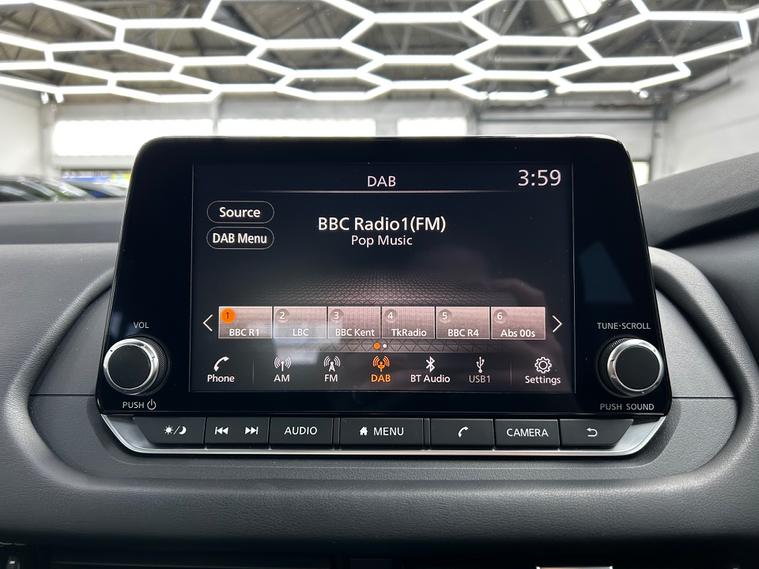 DAB
3:59
Source
DAB Menu
BBC Radio1(FM)
Pop Music
1 2 3 4 5 6
BBC R1 LBC BBC Kent TkRadio BBC R4 Abs 00s
Phone AM FM DAB BT Audio USB1 Settings
VOL
PUSH
TUNE·SCROLL
PUSH SOUND
AUDIO MENU CAMERA